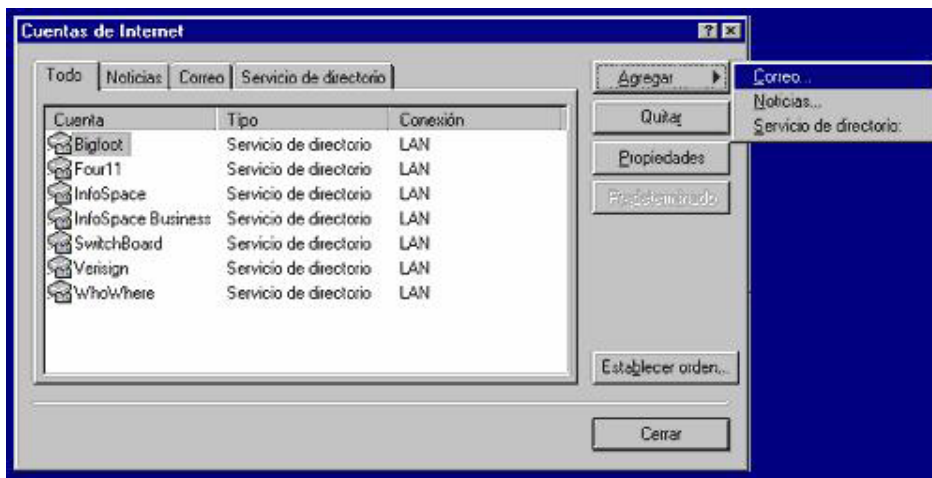 Cuentas de Internet
Todo Noticias Correo Servicio de directorio
Cuenta Tipo Conexión
Bigfoot Servicio de directorio LAN
Four11 Servicio de directorio LAN
InfoSpace Servicio de directorio LAN
InfoSpace Business Servicio de directorio LAN
SwitchBoard Servicio de directorio LAN
Verisign Servicio de directorio LAN
WhoWhere Servicio de directorio LAN
Agregar
Quitar
Propiedades
Predeterminado
Establecer orden...
Cerrar
Correo...
Noticias...
Servicio de directorio: